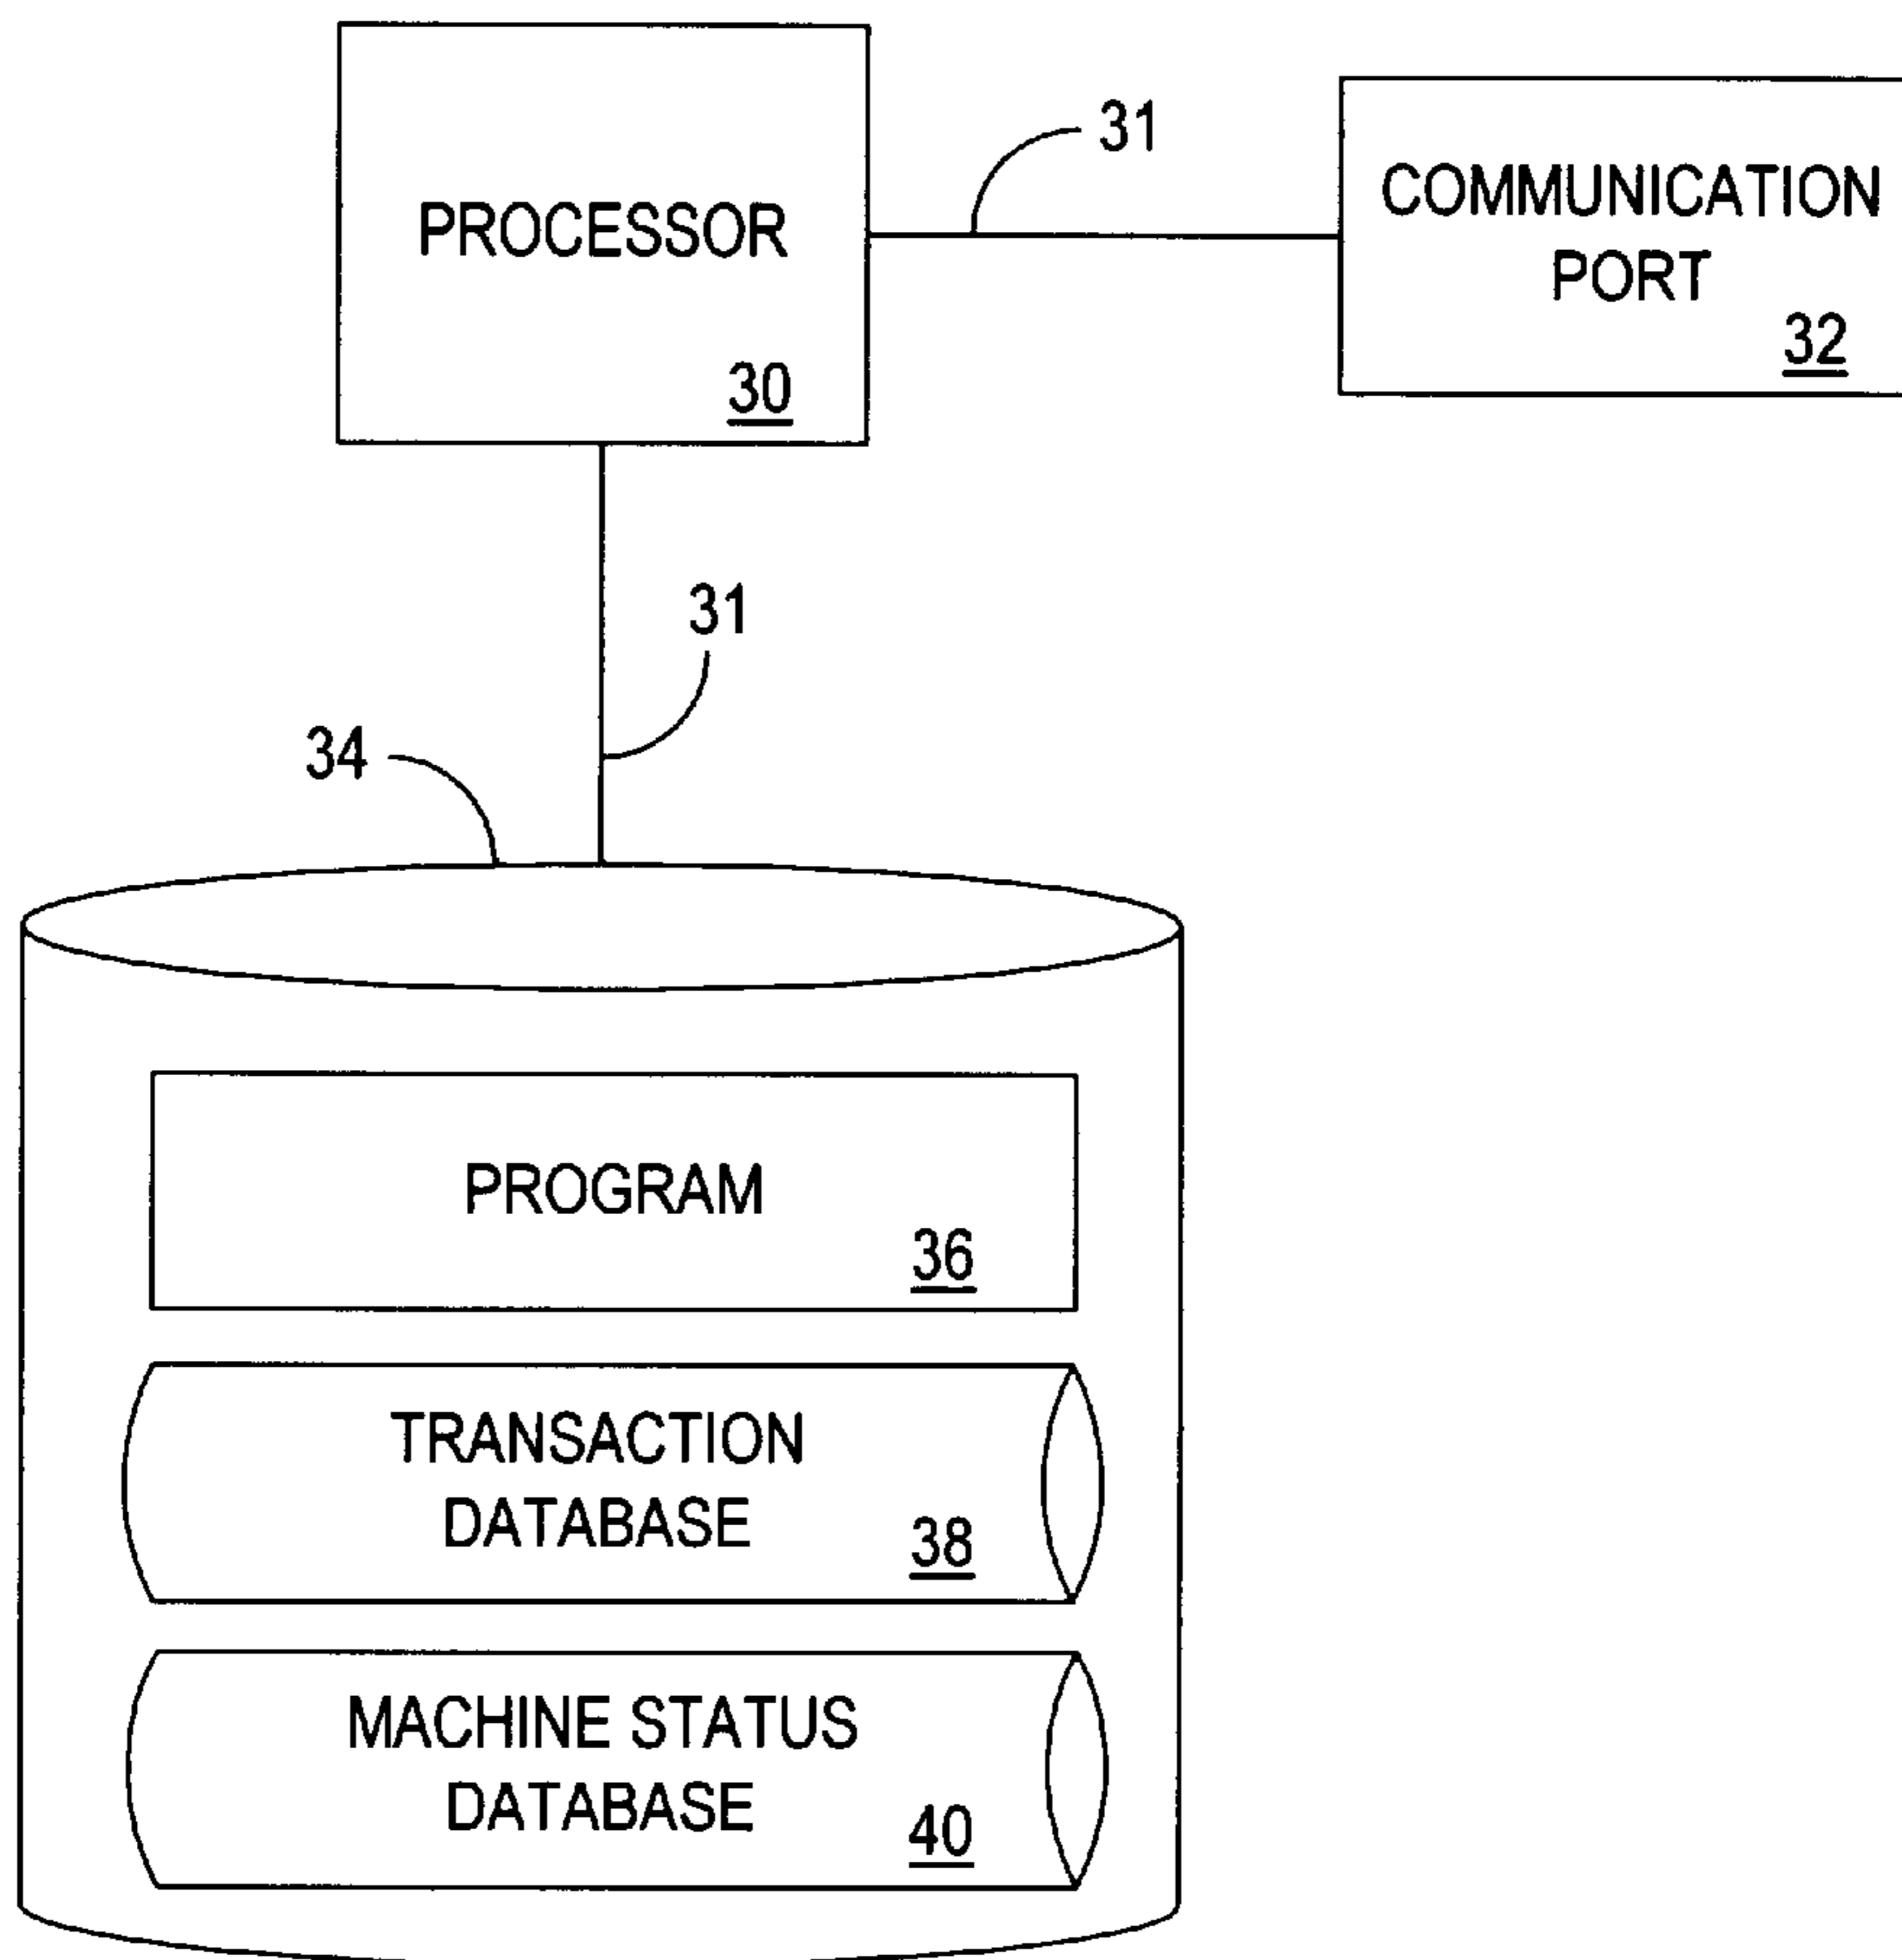 PROCESSOR
30
31
COMMUNICATION
PORT
32
31
34
PROGRAM
36
TRANSACTION
DATABASE
38
MACHINE STATUS
DATABASE
40